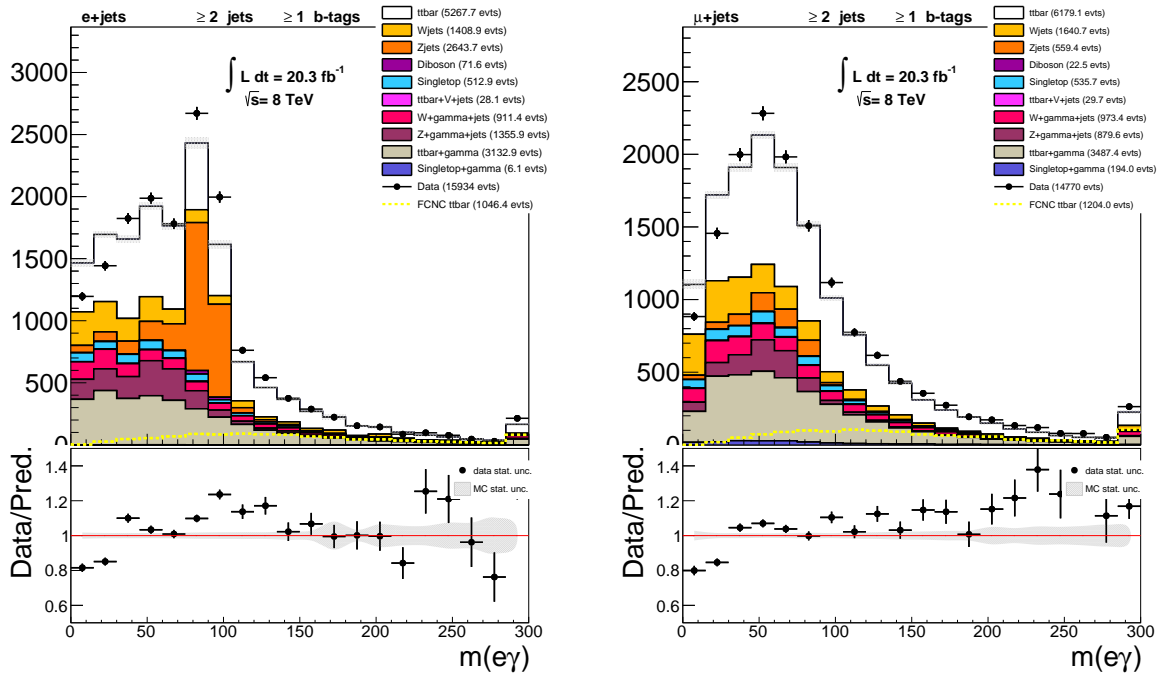 e+jets ≥ 2 jets ≥ 1 b-tags
∫ L dt = 20.3 fb⁻¹
√s= 8 TeV
ttbar (5267.7 evts)
Wjets (1408.9 evts)
Zjets (2643.7 evts)
Diboson (71.6 evts)
Singletop (512.9 evts)
ttbar+V+jets (28.1 evts)
W+gamma+jets (911.4 evts)
Z+gamma+jets (1355.9 evts)
ttbar+gamma (3132.9 evts)
Singletop+gamma (6.1 evts)
Data (15934 evts)
FCNC ttbar (1046.4 evts)
3000
2500
2000
1500
1000
500
0
Data/Pred.
1.4
1.2
1
0.8
0.6
data stat. unc.
MC stat. unc.
0 50 100 150 200 250 300
m(eγ)
μ+jets ≥ 2 jets ≥ 1 b-tags
∫ L dt = 20.3 fb⁻¹
√s= 8 TeV
ttbar (6179.1 evts)
Wjets (1640.7 evts)
Zjets (559.4 evts)
Diboson (22.5 evts)
Singletop (535.7 evts)
ttbar+V+jets (29.7 evts)
W+gamma+jets (973.4 evts)
Z+gamma+jets (879.6 evts)
ttbar+gamma (3487.4 evts)
Singletop+gamma (194.0 evts)
Data (14770 evts)
FCNC ttbar (1204.0 evts)
2500
2000
1500
1000
500
0
Data/Pred.
1.4
1.2
1
0.8
0.6
data stat. unc.
MC stat. unc.
0 50 100 150 200 250 300
m(eγ)